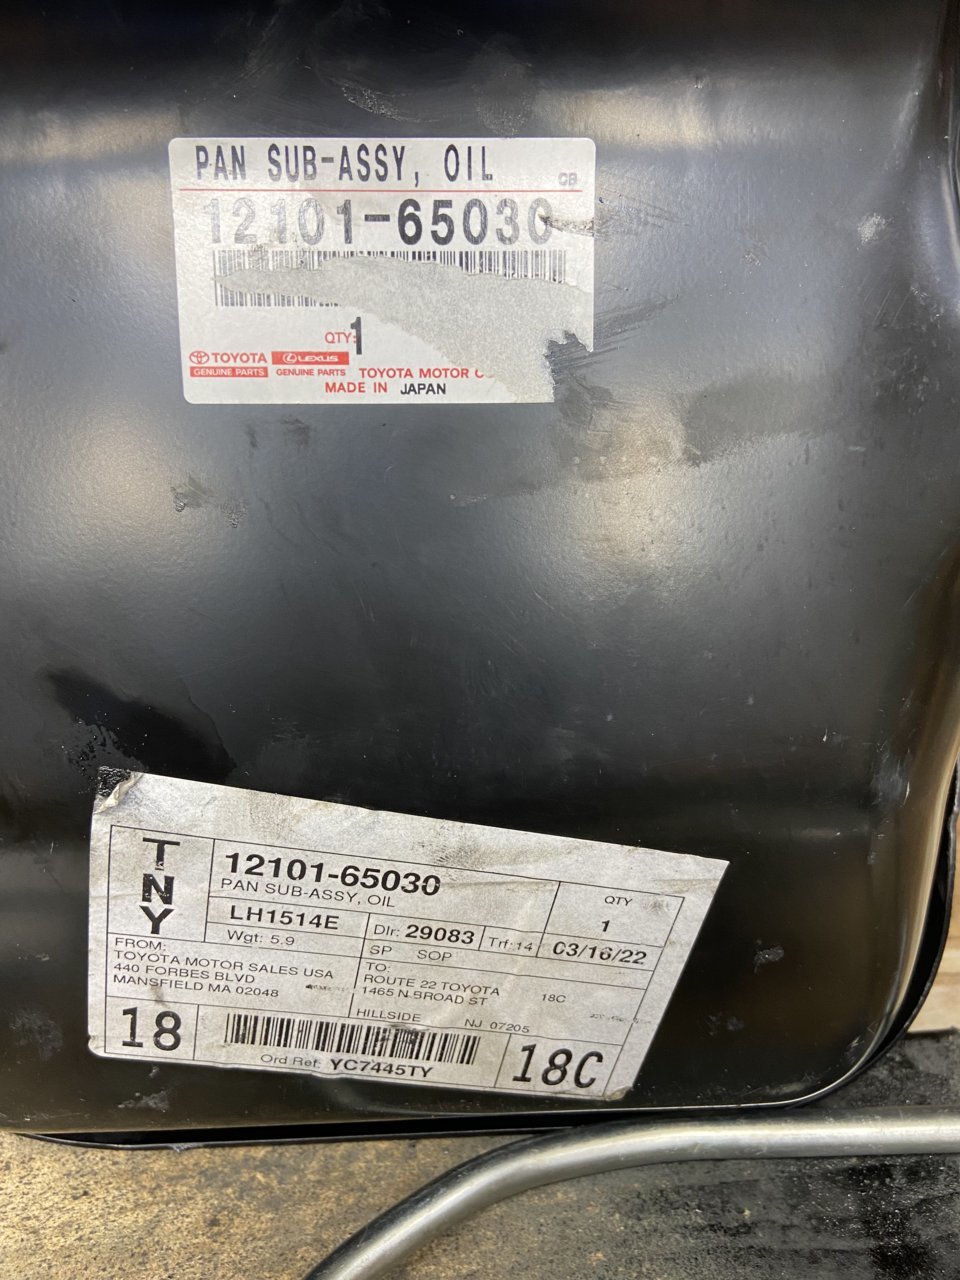 PAN SUB-ASSY, OIL
CB
12101-65030
QTY: 1
TOYOTA LEXUS
GENUINE PARTS GENUINE PARTS TOYOTA MOTOR
MADE IN JAPAN
TNY
12101-65030
PAN SUB-ASSY, OIL
QTY
1
LH1514E
Wgt: 5.9
Dlr: 29083 Trf: 14 03/16/22
SP SOP
FROM:
TOYOTA MOTOR SALES USA
440 FORBES BLVD
MANSFIELD MA 02048
TO:
ROUTE 22 TOYOTA
1465 N.BROAD ST 18C
HILLSIDE NJ 07205
18
Ord Ref: YC7445TY
18C